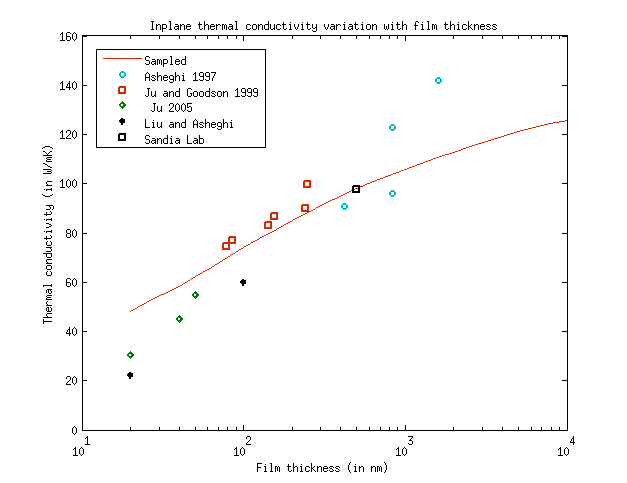 Inplane thermal conductivity variation with film thickness
160
140
120
100
80
60
40
20
0
Thermal conductivity (in W/mK)
Sampled
Asheghi 1997
Ju and Goodson 1999
Ju 2005
Liu and Asheghi
Sandia Lab
10^1 10^2 10^3 10^4
Film thickness (in nm)